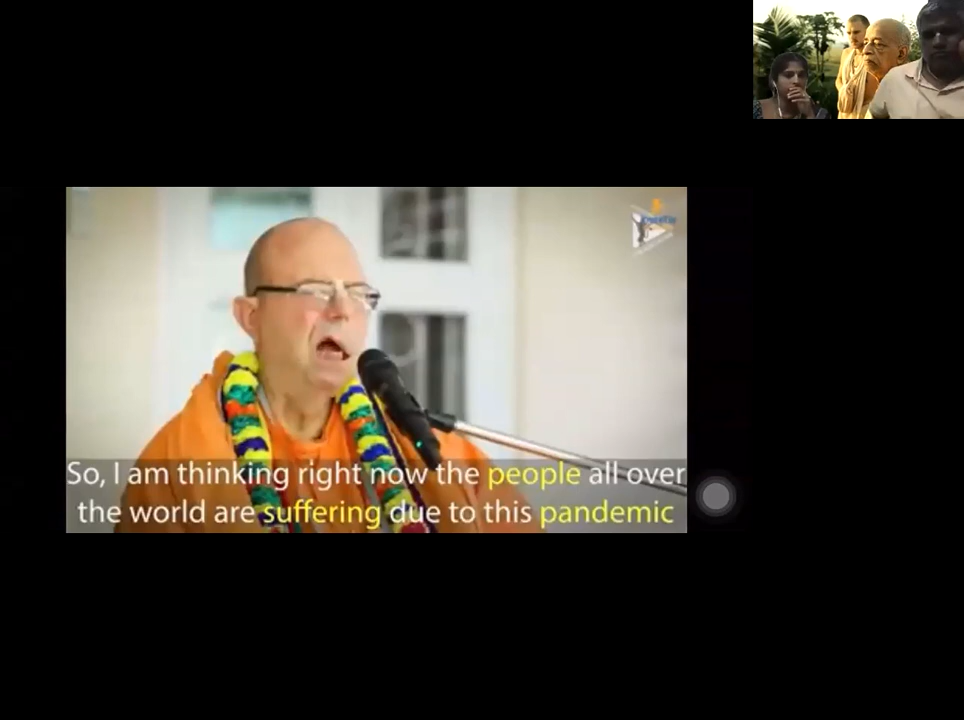 So, I am thinking right now the people all over
the world are suffering due to this pandemic